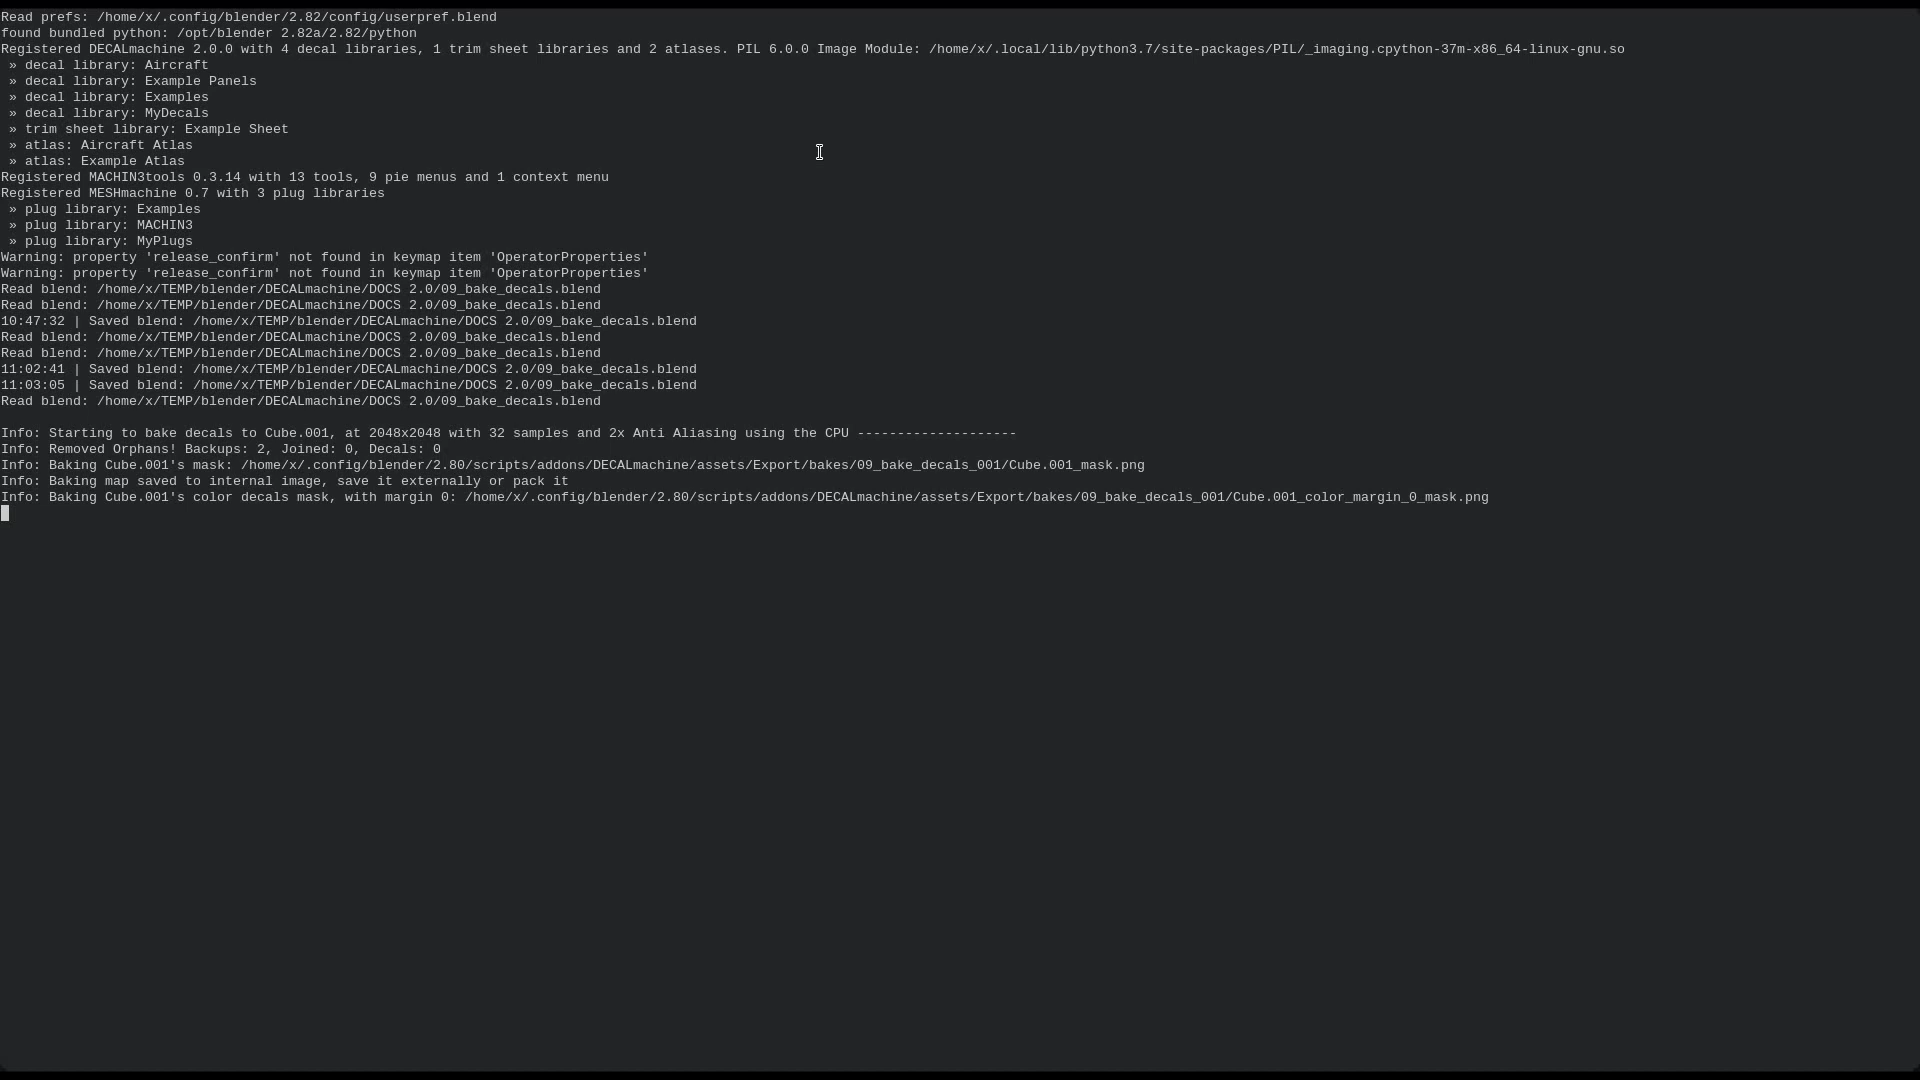 Read prefs: /home/x/.config/blender/2.82/config/userpref.blend
found bundled python: /opt/blender 2.82a/2.82/python
Registered DECALmachine 2.0.0 with 4 decal libraries, 1 trim sheet libraries and 2 atlases. PIL 6.0.0 Image Module: /home/x/.local/lib/python3.7/site-packages/PIL/_imaging.cpython-37m-x86_64-linux-gnu.so
 » decal library: Aircraft
 » decal library: Example Panels
 » decal library: Examples
 » decal library: MyDecals
 » trim sheet library: Example Sheet
 » atlas: Aircraft Atlas
 » atlas: Example Atlas
Registered MACHIN3tools 0.3.14 with 13 tools, 9 pie menus and 1 context menu
Registered MESHmachine 0.7 with 3 plug libraries
 » plug library: Examples
 » plug library: MACHIN3
 » plug library: MyPlugs
Warning: property 'release_confirm' not found in keymap item 'OperatorProperties'
Warning: property 'release_confirm' not found in keymap item 'OperatorProperties'
Read blend: /home/x/TEMP/blender/DECALmachine/DOCS 2.0/09_bake_decals.blend
Read blend: /home/x/TEMP/blender/DECALmachine/DOCS 2.0/09_bake_decals.blend
10:47:32 | Saved blend: /home/x/TEMP/blender/DECALmachine/DOCS 2.0/09_bake_decals.blend
Read blend: /home/x/TEMP/blender/DECALmachine/DOCS 2.0/09_bake_decals.blend
Read blend: /home/x/TEMP/blender/DECALmachine/DOCS 2.0/09_bake_decals.blend
11:02:41 | Saved blend: /home/x/TEMP/blender/DECALmachine/DOCS 2.0/09_bake_decals.blend
11:03:05 | Saved blend: /home/x/TEMP/blender/DECALmachine/DOCS 2.0/09_bake_decals.blend
Read blend: /home/x/TEMP/blender/DECALmachine/DOCS 2.0/09_bake_decals.blend

Info: Starting to bake decals to Cube.001, at 2048x2048 with 32 samples and 2x Anti Aliasing using the CPU --------------------
Info: Removed Orphans! Backups: 2, Joined: 0, Decals: 0
Info: Baking Cube.001's mask: /home/x/.config/blender/2.80/scripts/addons/DECALmachine/assets/Export/bakes/09_bake_decals_001/Cube.001_mask.png
Info: Baking map saved to internal image, save it externally or pack it
Info: Baking Cube.001's color decals mask, with margin 0: /home/x/.config/blender/2.80/scripts/addons/DECALmachine/assets/Export/bakes/09_bake_decals_001/Cube.001_color_margin_0_mask.png